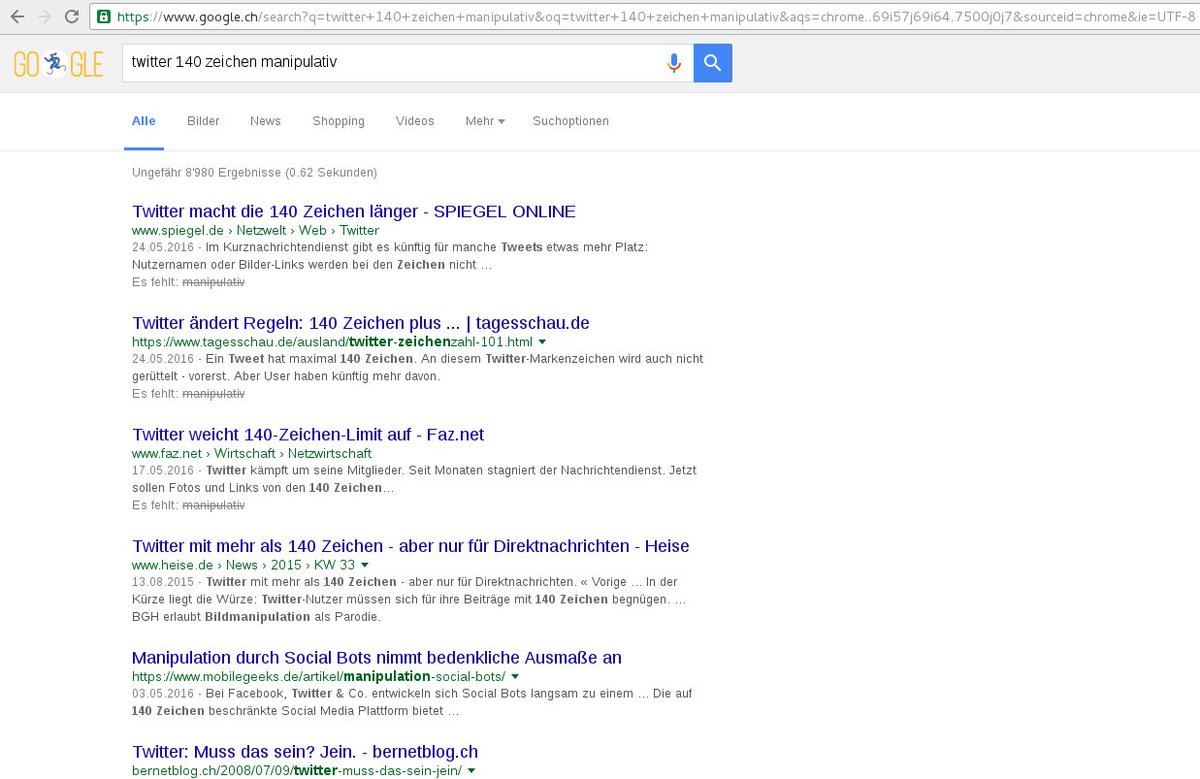 https://www.google.ch/search?q=twitter+140+zeichen+manipulativ&oq=twitter+140+zeichen+manipulativ&aqs=chrome..69i57j69i64.7500j0j7&sourceid=chrome&ie=UTF-8
GO GLE
twitter 140 zeichen manipulativ
Alle Bilder News Shopping Videos Mehr Suchoptionen
Ungefähr 8'980 Ergebnisse (0.62 Sekunden)
Twitter macht die 140 Zeichen länger - SPIEGEL ONLINE
www.spiegel.de › Netzwelt › Web › Twitter
24.05.2016 - Im Kurznachrichtendienst gibt es künftig für manche Tweets etwas mehr Platz:
Nutzernamen oder Bilder-Links werden bei den Zeichen nicht ...
Es fehlt: manipulativ
Twitter ändert Regeln: 140 Zeichen plus ... | tagesschau.de
https://www.tagesschau.de/ausland/twitter-zeichenzahl-101.html
24.05.2016 - Ein Tweet hat maximal 140 Zeichen. An diesem Twitter-Markenzeichen wird auch nicht
gerüttelt - vorerst. Aber User haben künftig mehr davon.
Es fehlt: manipulativ
Twitter weicht 140-Zeichen-Limit auf - Faz.net
www.faz.net › Wirtschaft › Netzwirtschaft
17.05.2016 - Twitter kämpft um seine Mitglieder. Seit Monaten stagniert der Nachrichtendienst. Jetzt
sollen Fotos und Links von den 140 Zeichen...
Es fehlt: manipulativ
Twitter mit mehr als 140 Zeichen - aber nur für Direktnachrichten - Heise
www.heise.de › News › 2015 › KW 33
13.08.2015 - Twitter mit mehr als 140 Zeichen - aber nur für Direktnachrichten. « Vorige ... In der
Kürze liegt die Würze: Twitter-Nutzer müssen sich für ihre Beiträge mit 140 Zeichen begnügen. ...
BGH erlaubt Bildmanipulation als Parodie.
Manipulation durch Social Bots nimmt bedenkliche Ausmaße an
https://www.mobilegeeks.de/artikel/manipulation-social-bots/
03.05.2016 - Bei Facebook, Twitter & Co. entwickeln sich Social Bots langsam zu einem ... Die auf
140 Zeichen beschränkte Social Media Plattform bietet ...
Twitter: Muss das sein? Jein. - bernetblog.ch
bernetblog.ch/2008/07/09/twitter-muss-das-sein-jein/